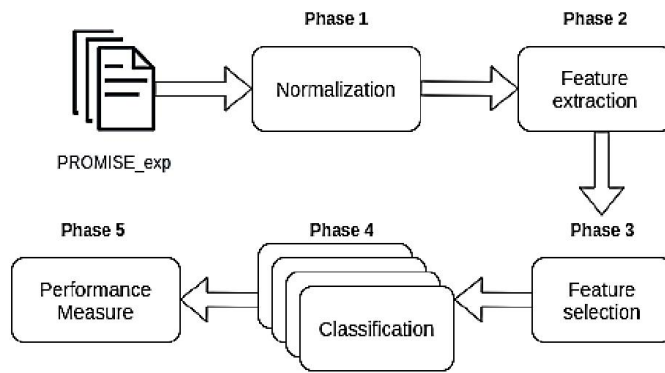 Phase 1
Phase 2
Normalization
Feature
extraction
PROMISE_exp
Phase 5
Phase 4
Phase 3
Performance
Measure
Classification
Feature
selection